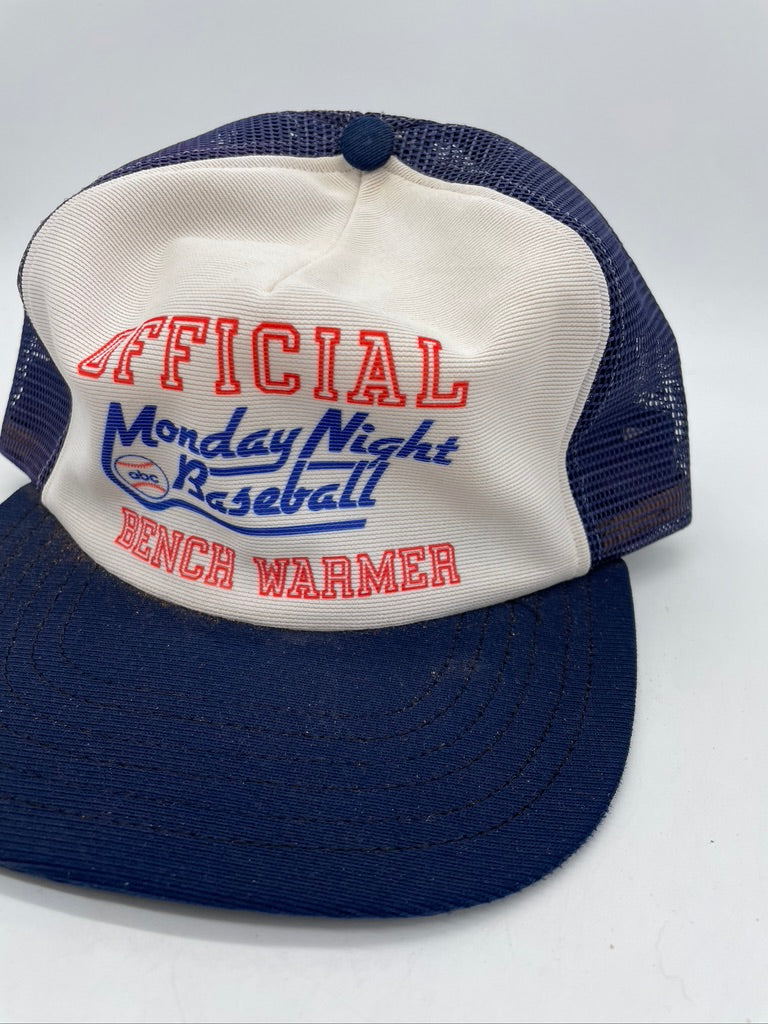 OFFICIAL
Monday Night
abc Baseball
BENCH WARMER